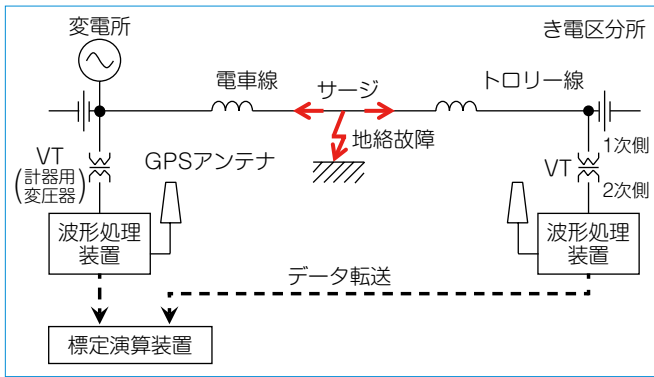 変電所
き電区分所
電車線
サージ
トロリー線
地絡故障
VT
(計器用
変圧器)
GPSアンテナ
VT
1次側
2次側
波形処理
装置
波形処理
装置
データ転送
標定演算装置